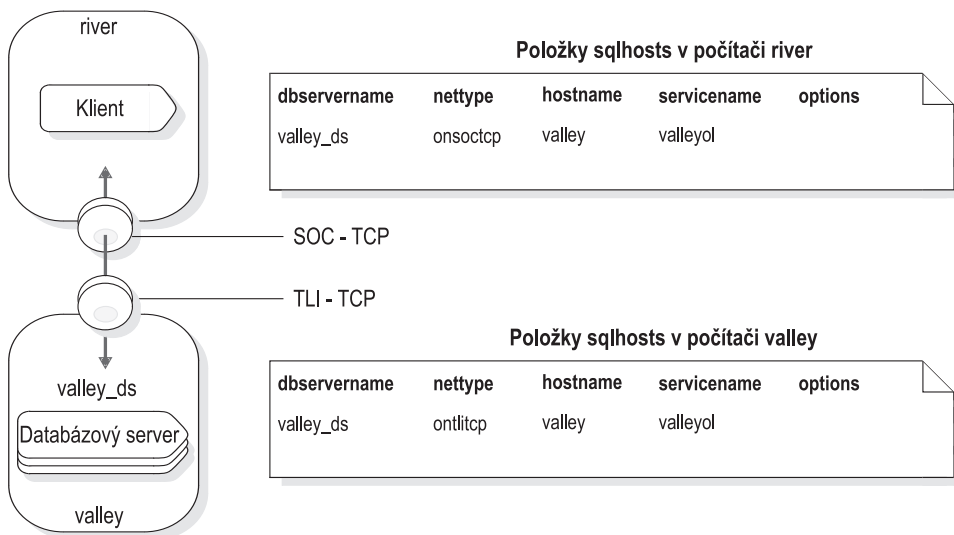 river
Klient
Položky sqlhosts v počítači river
dbservername nettype hostname servicename options
valley_ds onsoctcp valley valleyol
SOC - TCP
TLI - TCP
Položky sqlhosts v počítači valley
dbservername nettype hostname servicename options
valley_ds ontlitcp valley valleyol
valley_ds
Databázový server
valley